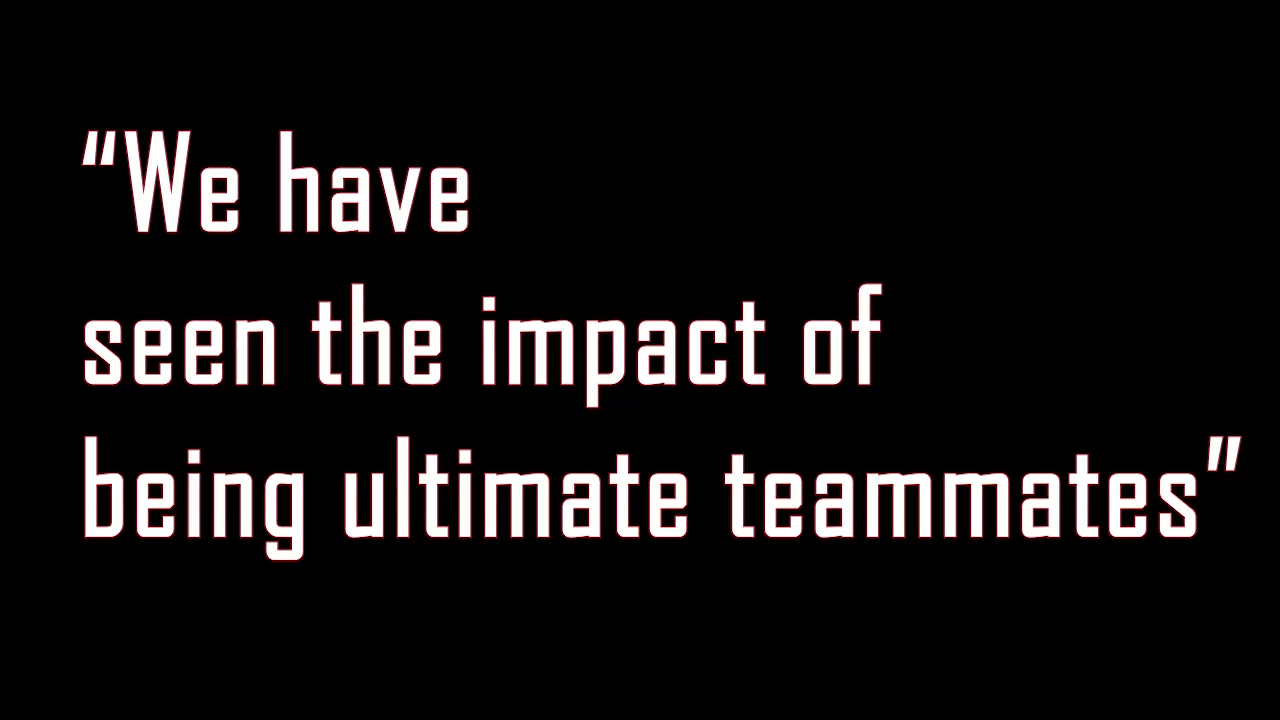 “We have
seen the impact of
being ultimate teammates”